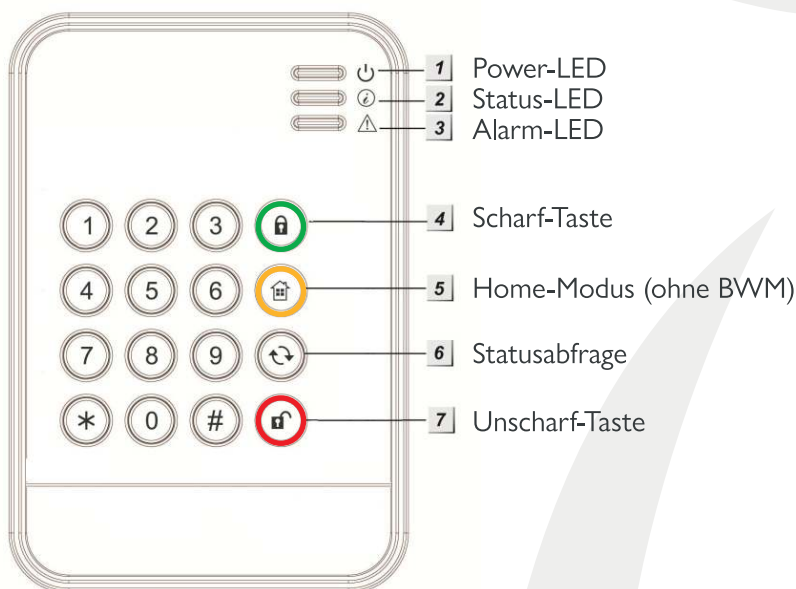 1 Power-LED
2 Status-LED
3 Alarm-LED
1 2 3 4 Scharf-Taste
4 5 6 5 Home-Modus (ohne BWM)
7 8 9 6 Statusabfrage
* 0 # 7 Unscharf-Taste